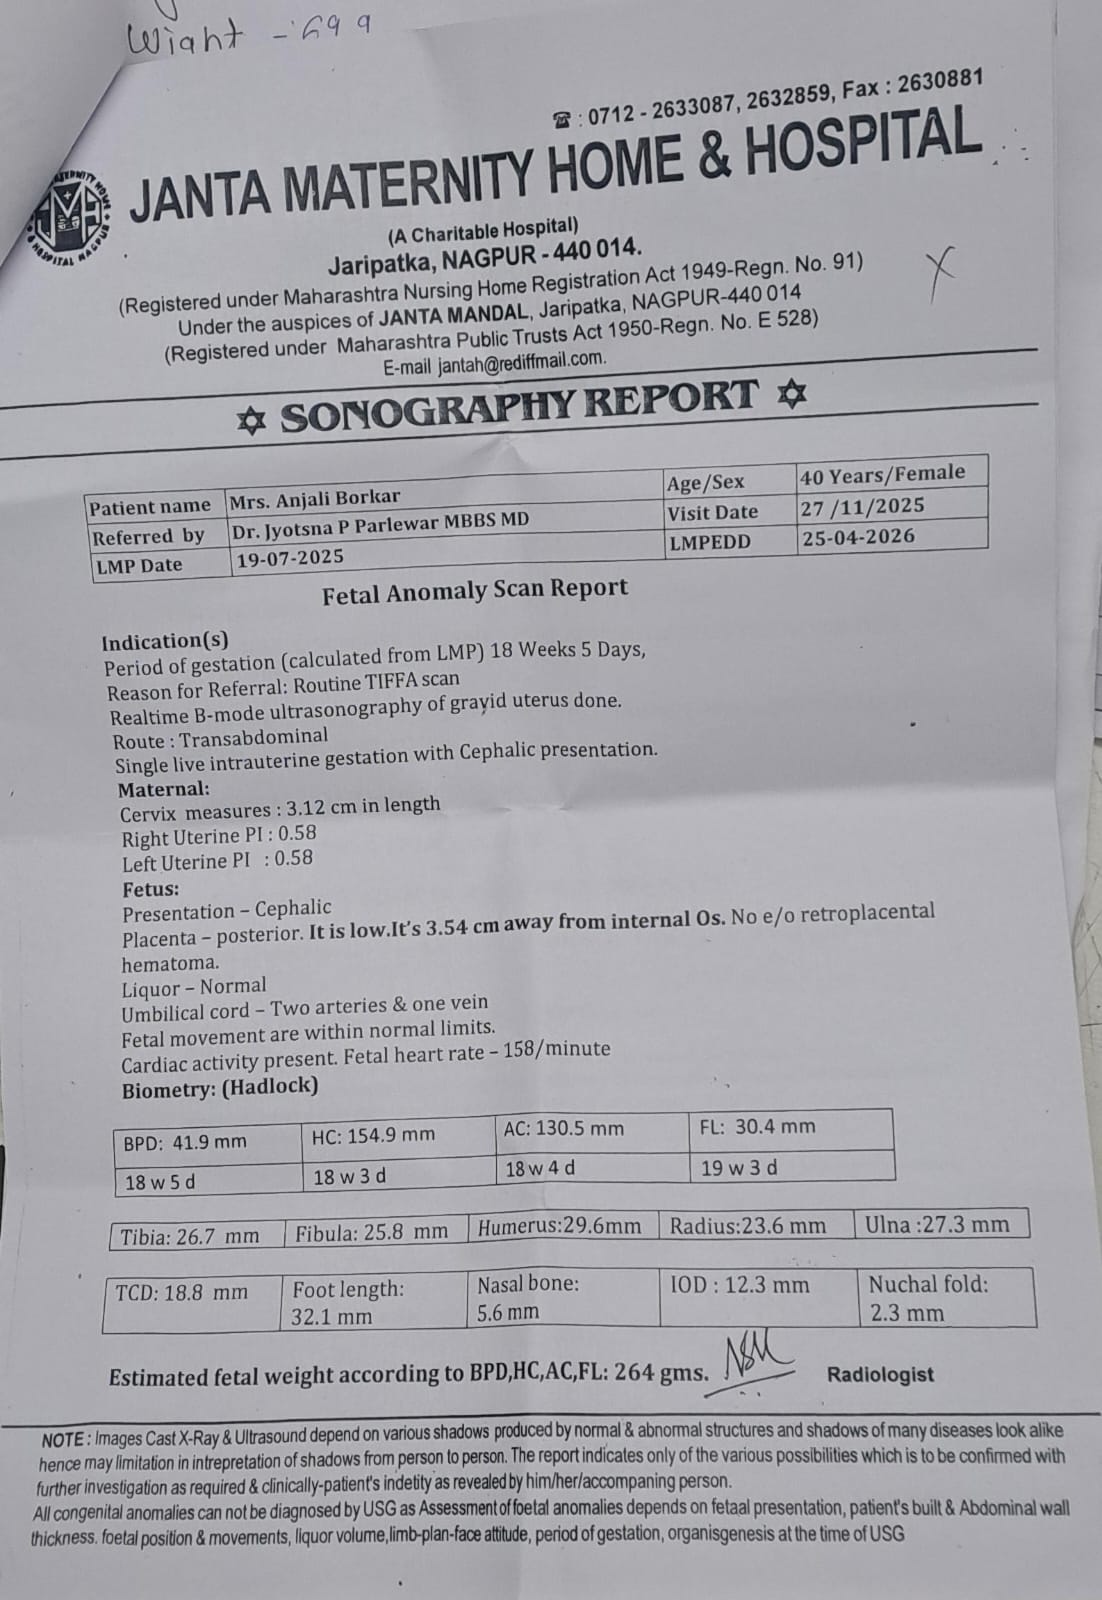 Wight - 699
☎ : 0712 - 2633087, 2632859, Fax : 2630881
JANTA MATERNITY HOME & HOSPITAL
(A Charitable Hospital)
Jaripatka, NAGPUR - 440 014.
(Registered under Maharashtra Nursing Home Registration Act 1949-Regn. No. 91)
Under the auspices of JANTA MANDAL, Jaripatka, NAGPUR-440 014
(Registered under Maharashtra Public Trusts Act 1950-Regn. No. E 528)
E-mail jantah@rediffmail.com.
✡ SONOGRAPHY REPORT ✡
Patient name Mrs. Anjali Borkar Age/Sex 40 Years/Female
Referred by Dr. Jyotsna P Parlewar MBBS MD Visit Date 27 /11/2025
LMP Date 19-07-2025 LMPEDD 25-04-2026
Fetal Anomaly Scan Report
Indication(s)
Period of gestation (calculated from LMP) 18 Weeks 5 Days,
Reason for Referral: Routine TIFFA scan
Realtime B-mode ultrasonography of grayid uterus done.
Route : Transabdominal
Single live intrauterine gestation with Cephalic presentation.
Maternal:
Cervix measures : 3.12 cm in length
Right Uterine PI : 0.58
Left Uterine PI : 0.58
Fetus:
Presentation – Cephalic
Placenta – posterior. It is low.It's 3.54 cm away from internal Os. No e/o retroplacental
hematoma.
Liquor – Normal
Umbilical cord – Two arteries & one vein
Fetal movement are within normal limits.
Cardiac activity present. Fetal heart rate – 158/minute
Biometry: (Hadlock)
BPD: 41.9 mm HC: 154.9 mm AC: 130.5 mm FL: 30.4 mm
18 w 5 d 18 w 3 d 18 w 4 d 19 w 3 d
Tibia: 26.7 mm Fibula: 25.8 mm Humerus:29.6mm Radius:23.6 mm Ulna :27.3 mm
TCD: 18.8 mm Foot length: Nasal bone: IOD : 12.3 mm Nuchal fold:
32.1 mm 5.6 mm 2.3 mm
Estimated fetal weight according to BPD,HC,AC,FL: 264 gms. Radiologist
NOTE : Images Cast X-Ray & Ultrasound depend on various shadows produced by normal & abnormal structures and shadows of many diseases look alike
hence may limitation in intrepretation of shadows from person to person. The report indicates only of the various possibilities which is to be confirmed with
further investigation as required & clinically-patient's indetity as revealed by him/her/accompaning person.
All congenital anomalies can not be diagnosed by USG as Assessment of foetal anomalies depends on fetaal presentation, patient's built & Abdominal wall
thickness. foetal position & movements, liquor volume,limb-plan-face attitude, period of gestation, organisgenesis at the time of USG